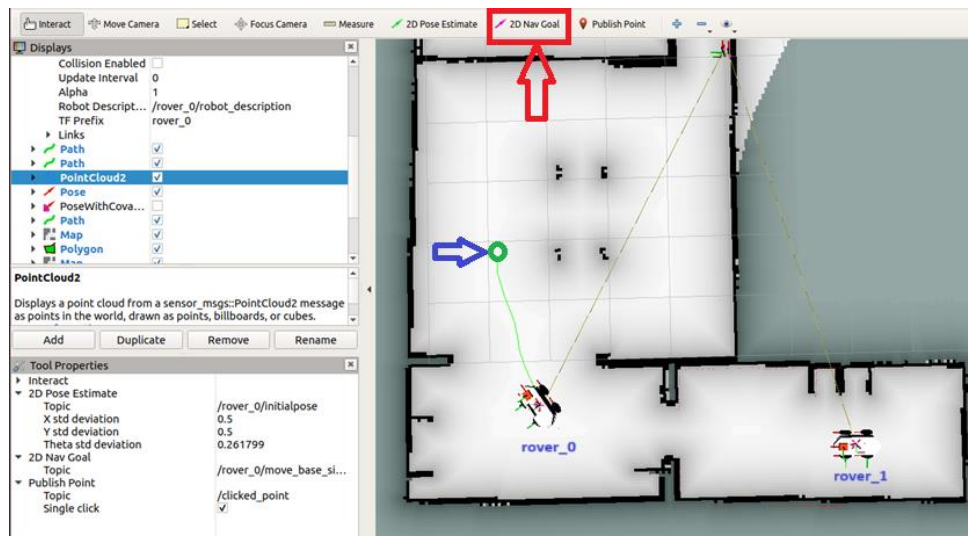 Interact Move Camera Select Focus Camera Measure 2D Pose Estimate 2D Nav Goal Publish Point
Displays
Collision Enabled
Update Interval 0
Alpha 1
Robot Descript... /rover_0/robot_description
TF Prefix rover_0
Links
Path
Path
PointCloud2
Pose
PoseWithCova...
Path
Map
Polygon
PointCloud2
Displays a point cloud from a sensor_msgs::PointCloud2 message
as points in the world, drawn as points, billboards, or cubes.
Add Duplicate Remove Rename
Tool Properties
Interact
2D Pose Estimate
Topic /rover_0/initialpose
X std deviation 0.5
Y std deviation 0.5
Theta std deviation 0.261799
2D Nav Goal
Topic /rover_0/move_base_si...
Publish Point
Topic /clicked_point
Single click
rover_0
rover_1